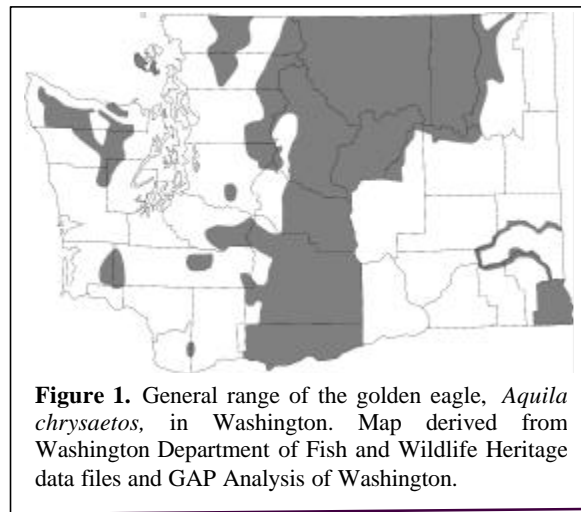 Figure 1. General range of the golden eagle, Aquila
chrysaetos, in Washington. Map derived from
Washington Department of Fish and Wildlife Heritage
data files and GAP Analysis of Washington.